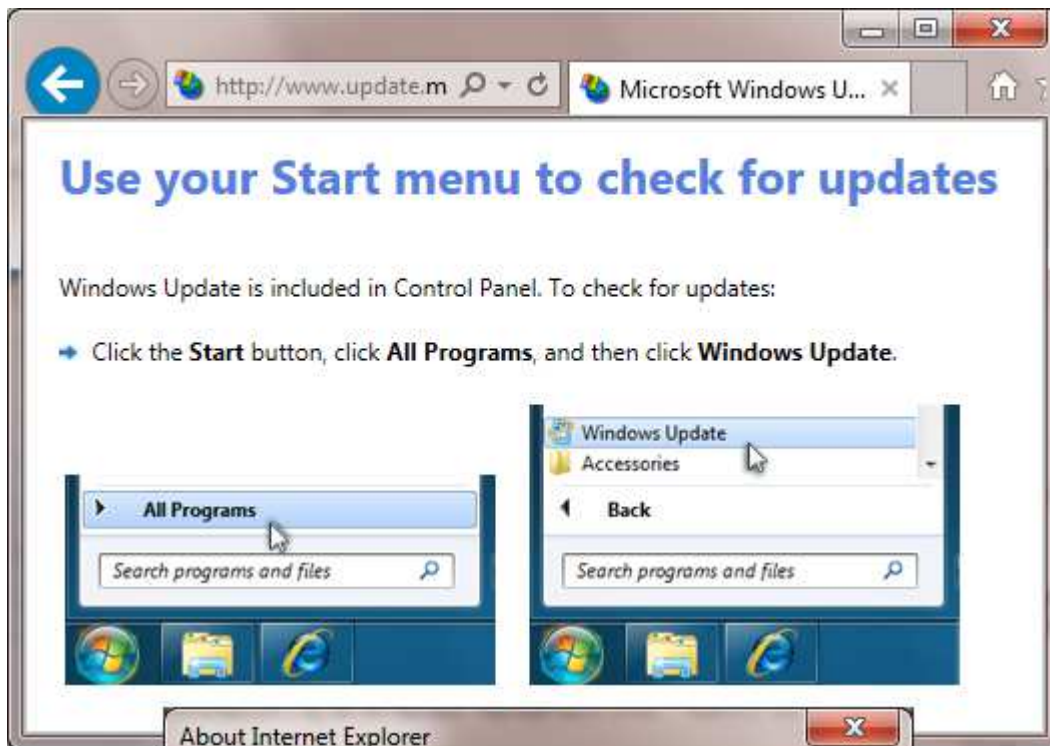 http://www.update.m
Microsoft Windows U...
Use your Start menu to check for updates
Windows Update is included in Control Panel. To check for updates:
Click the Start button, click All Programs, and then click Windows Update.
All Programs
Search programs and files
Windows Update
Accessories
Back
Search programs and files
About Internet Explorer